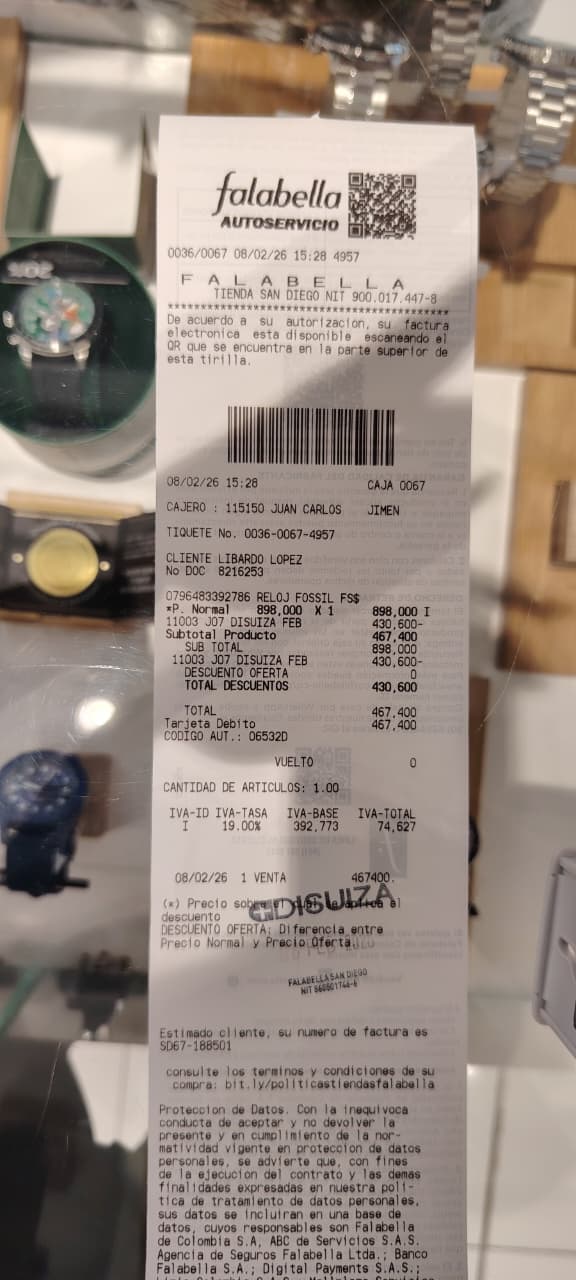 falabella
AUTOSERVICIO
0036/0067 08/02/26 15:28 4957
F A L A B E L L A
TIENDA SAN DIEGO NIT 900.017.447-8
******************************************
De acuerdo a su autorizacion, su factura
electronica esta disponible escaneando el
QR que se encuentra en la parte superior de
esta tirilla.
08/02/26 15:28 CAJA 0067
CAJERO : 115150 JUAN CARLOS JIMEN
TIQUETE No. 0036-0067-4957
CLIENTE LIBARDO LOPEZ
No DOC 8216253
0796483392786 RELOJ FOSSIL FS$
*P. Normal 898,000 X 1 898,000 I
11003 J07 DISUIZA FEB 430,600-
Subtotal Producto 467,400
SUB TOTAL 898,000
11003 J07 DISUIZA FEB 430,600-
DESCUENTO OFERTA 0
TOTAL DESCUENTOS 430,600
TOTAL 467,400
Tarjeta Debito 467,400
CODIGO AUT.: 06532D
VUELTO 0
CANTIDAD DE ARTICULOS: 1.00
IVA-ID IVA-TASA IVA-BASE IVA-TOTAL
I 19.00% 392,773 74,627
08/02/26 1 VENTA 467400.
(*) Precio sobre el cual se aplica el
descuento
DISUIZA
DESCUENTO OFERTA: Diferencia entre
Precio Normal y Precio Oferta.
FALABELLA SAN DIEGO
NIT
Estimado cliente, su numero de factura es
SD67-188501
consulte los terminos y condiciones de su
compra: bit.ly/politicastiendasfalabella
Proteccion de Datos. Con la inequivoca
conducta de aceptar y no devolver la
presente y en cumplimiento de la nor-
matividad vigente en proteccion de datos
personales, se advierte que, con fines
de la ejecucion del contrato y las demas
finalidades expresadas en nuestra poli-
tica de tratamiento de datos personales,
sus datos se incluiran en una base de
datos, cuyos responsables son Falabella
de Colombia S.A, ABC de Servicios S.A.S.
Agencia de Seguros Falabella Ltda.; Banco
Falabella S.A.; Digital Payments S.A.S.;